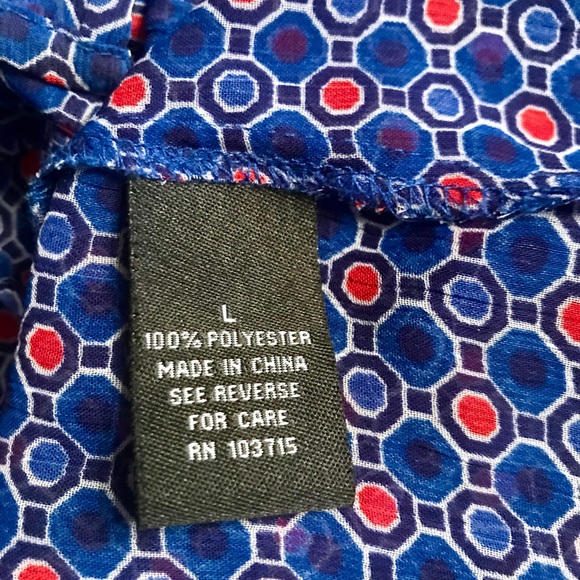 L
100% POLYESTER
MADE IN CHINA
SEE REVERSE
FOR CARE
RN 103715